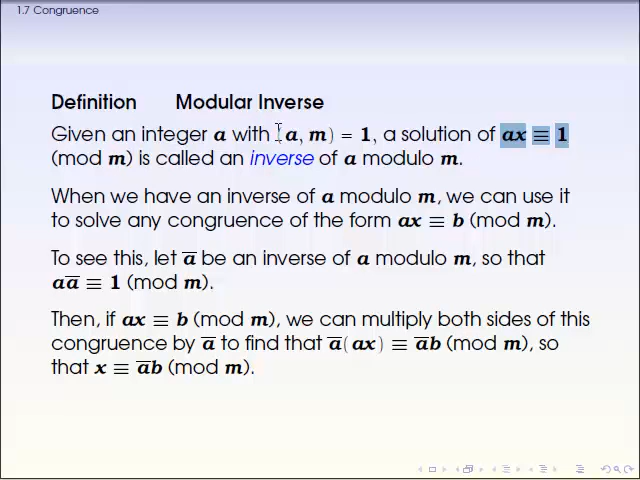 1.7 Congruence
Definition Modular Inverse
Given an integer a with (a, m) = 1, a solution of ax ≡ 1
(mod m) is called an inverse of a modulo m.
When we have an inverse of a modulo m, we can use it
to solve any congruence of the form ax ≡ b (mod m).
To see this, let a̅ be an inverse of a modulo m, so that
aa̅ ≡ 1 (mod m).
Then, if ax ≡ b (mod m), we can multiply both sides of this
congruence by a̅ to find that a̅(ax) ≡ a̅b (mod m), so
that x ≡ a̅b (mod m).